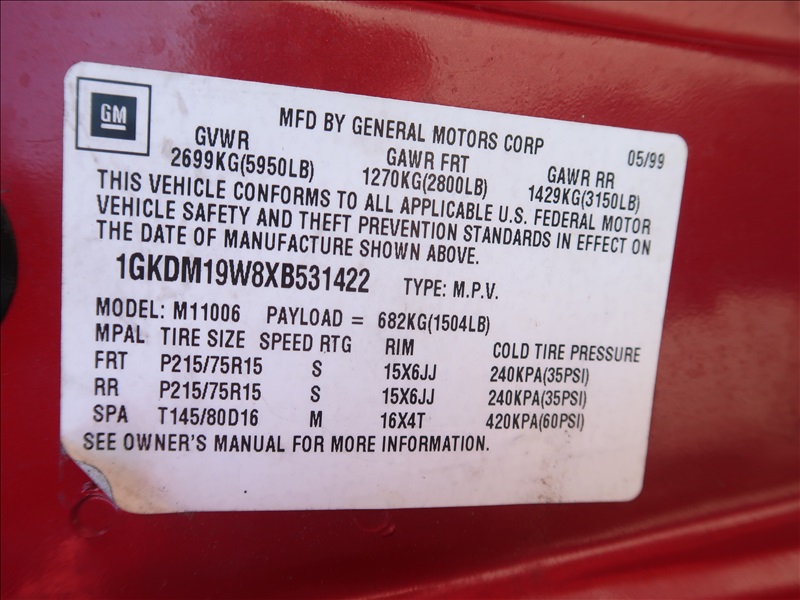 GM
MFD BY GENERAL MOTORS CORP 05/99
GVWR GAWR FRT GAWR RR
2699KG(5950LB) 1270KG(2800LB) 1429KG(3150LB)
THIS VEHICLE CONFORMS TO ALL APPLICABLE U.S. FEDERAL MOTOR
VEHICLE SAFETY AND THEFT PREVENTION STANDARDS IN EFFECT ON
THE DATE OF MANUFACTURE SHOWN ABOVE.
1GKDM19W8XB531422 TYPE: M.P.V.
MODEL: M11006 PAYLOAD = 682KG(1504LB)
MPAL TIRE SIZE SPEED RTG RIM COLD TIRE PRESSURE
FRT P215/75R15 S 15X6JJ 240KPA(35PSI)
RR P215/75R15 S 15X6JJ 240KPA(35PSI)
SPA T145/80D16 M 16X4T 420KPA(60PSI)
SEE OWNER'S MANUAL FOR MORE INFORMATION.